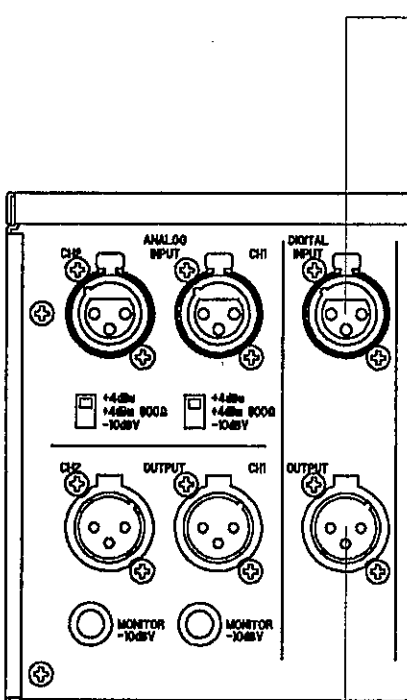 ANALOG INPUT
CH2
CH1
DIGITAL INPUT
+4dBu
+4dBu 600Ω
-10dBV
+4dBu
+4dBu 600Ω
-10dBV
CH2
OUTPUT
CH1
OUTPUT
MONITOR
-10dBV
MONITOR
-10dBV